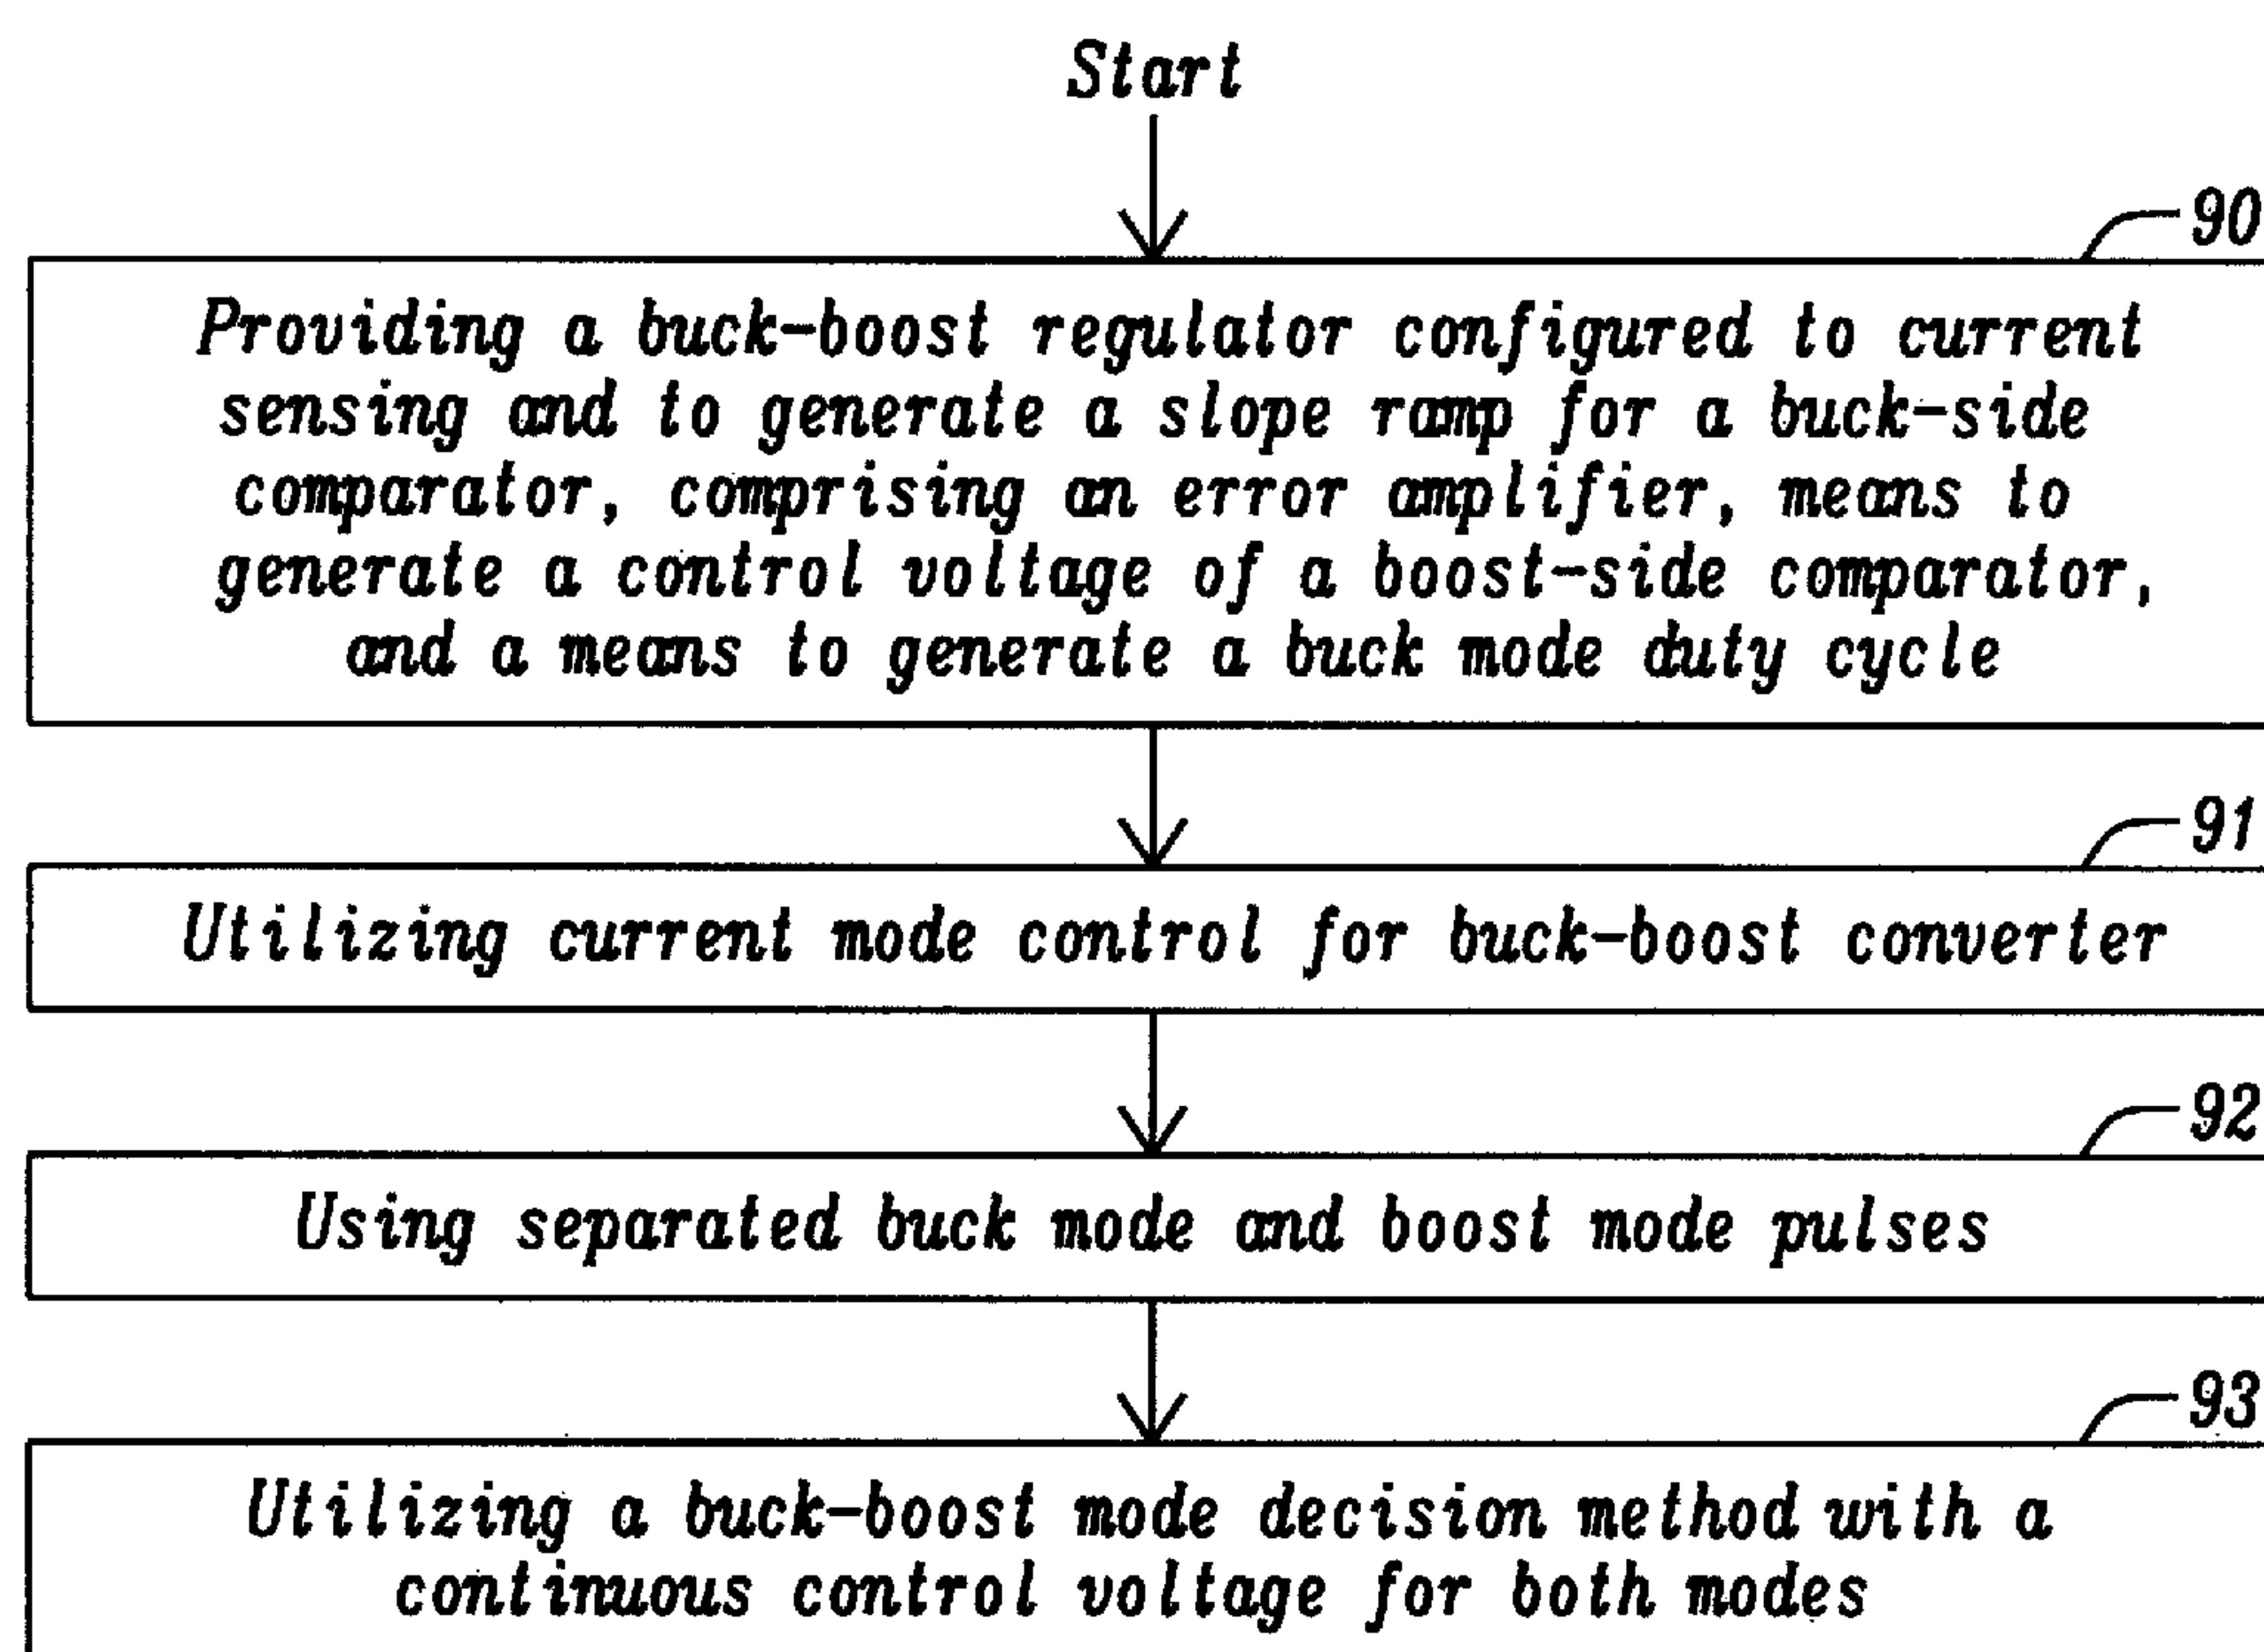 Start
90
Providing a buck-boost regulator configured to current
sensing and to generate a slope ramp for a buck-side
comparator, comprising an error amplifier, means to
generate a control voltage of a boost-side comparator,
and a means to generate a buck mode duty cycle
91
Utilizing current mode control for buck-boost converter
92
Using separated buck mode and boost mode pulses
93
Utilizing a buck-boost mode decision method with a
continuous control voltage for both modes